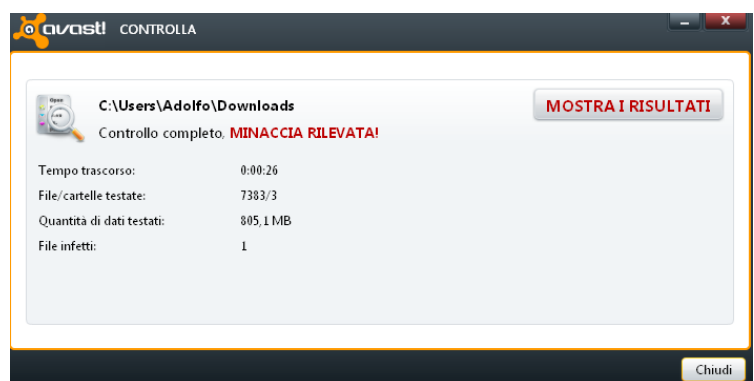 avast! CONTROLLA
C:\Users\Adolfo\Downloads
MOSTRA I RISULTATI
Controllo completo, MINACCIA RILEVATA!
Tempo trascorso: 0:00:26
File/cartelle testate: 7383/3
Quantità di dati testati: 805,1 MB
File infetti: 1
Chiudi